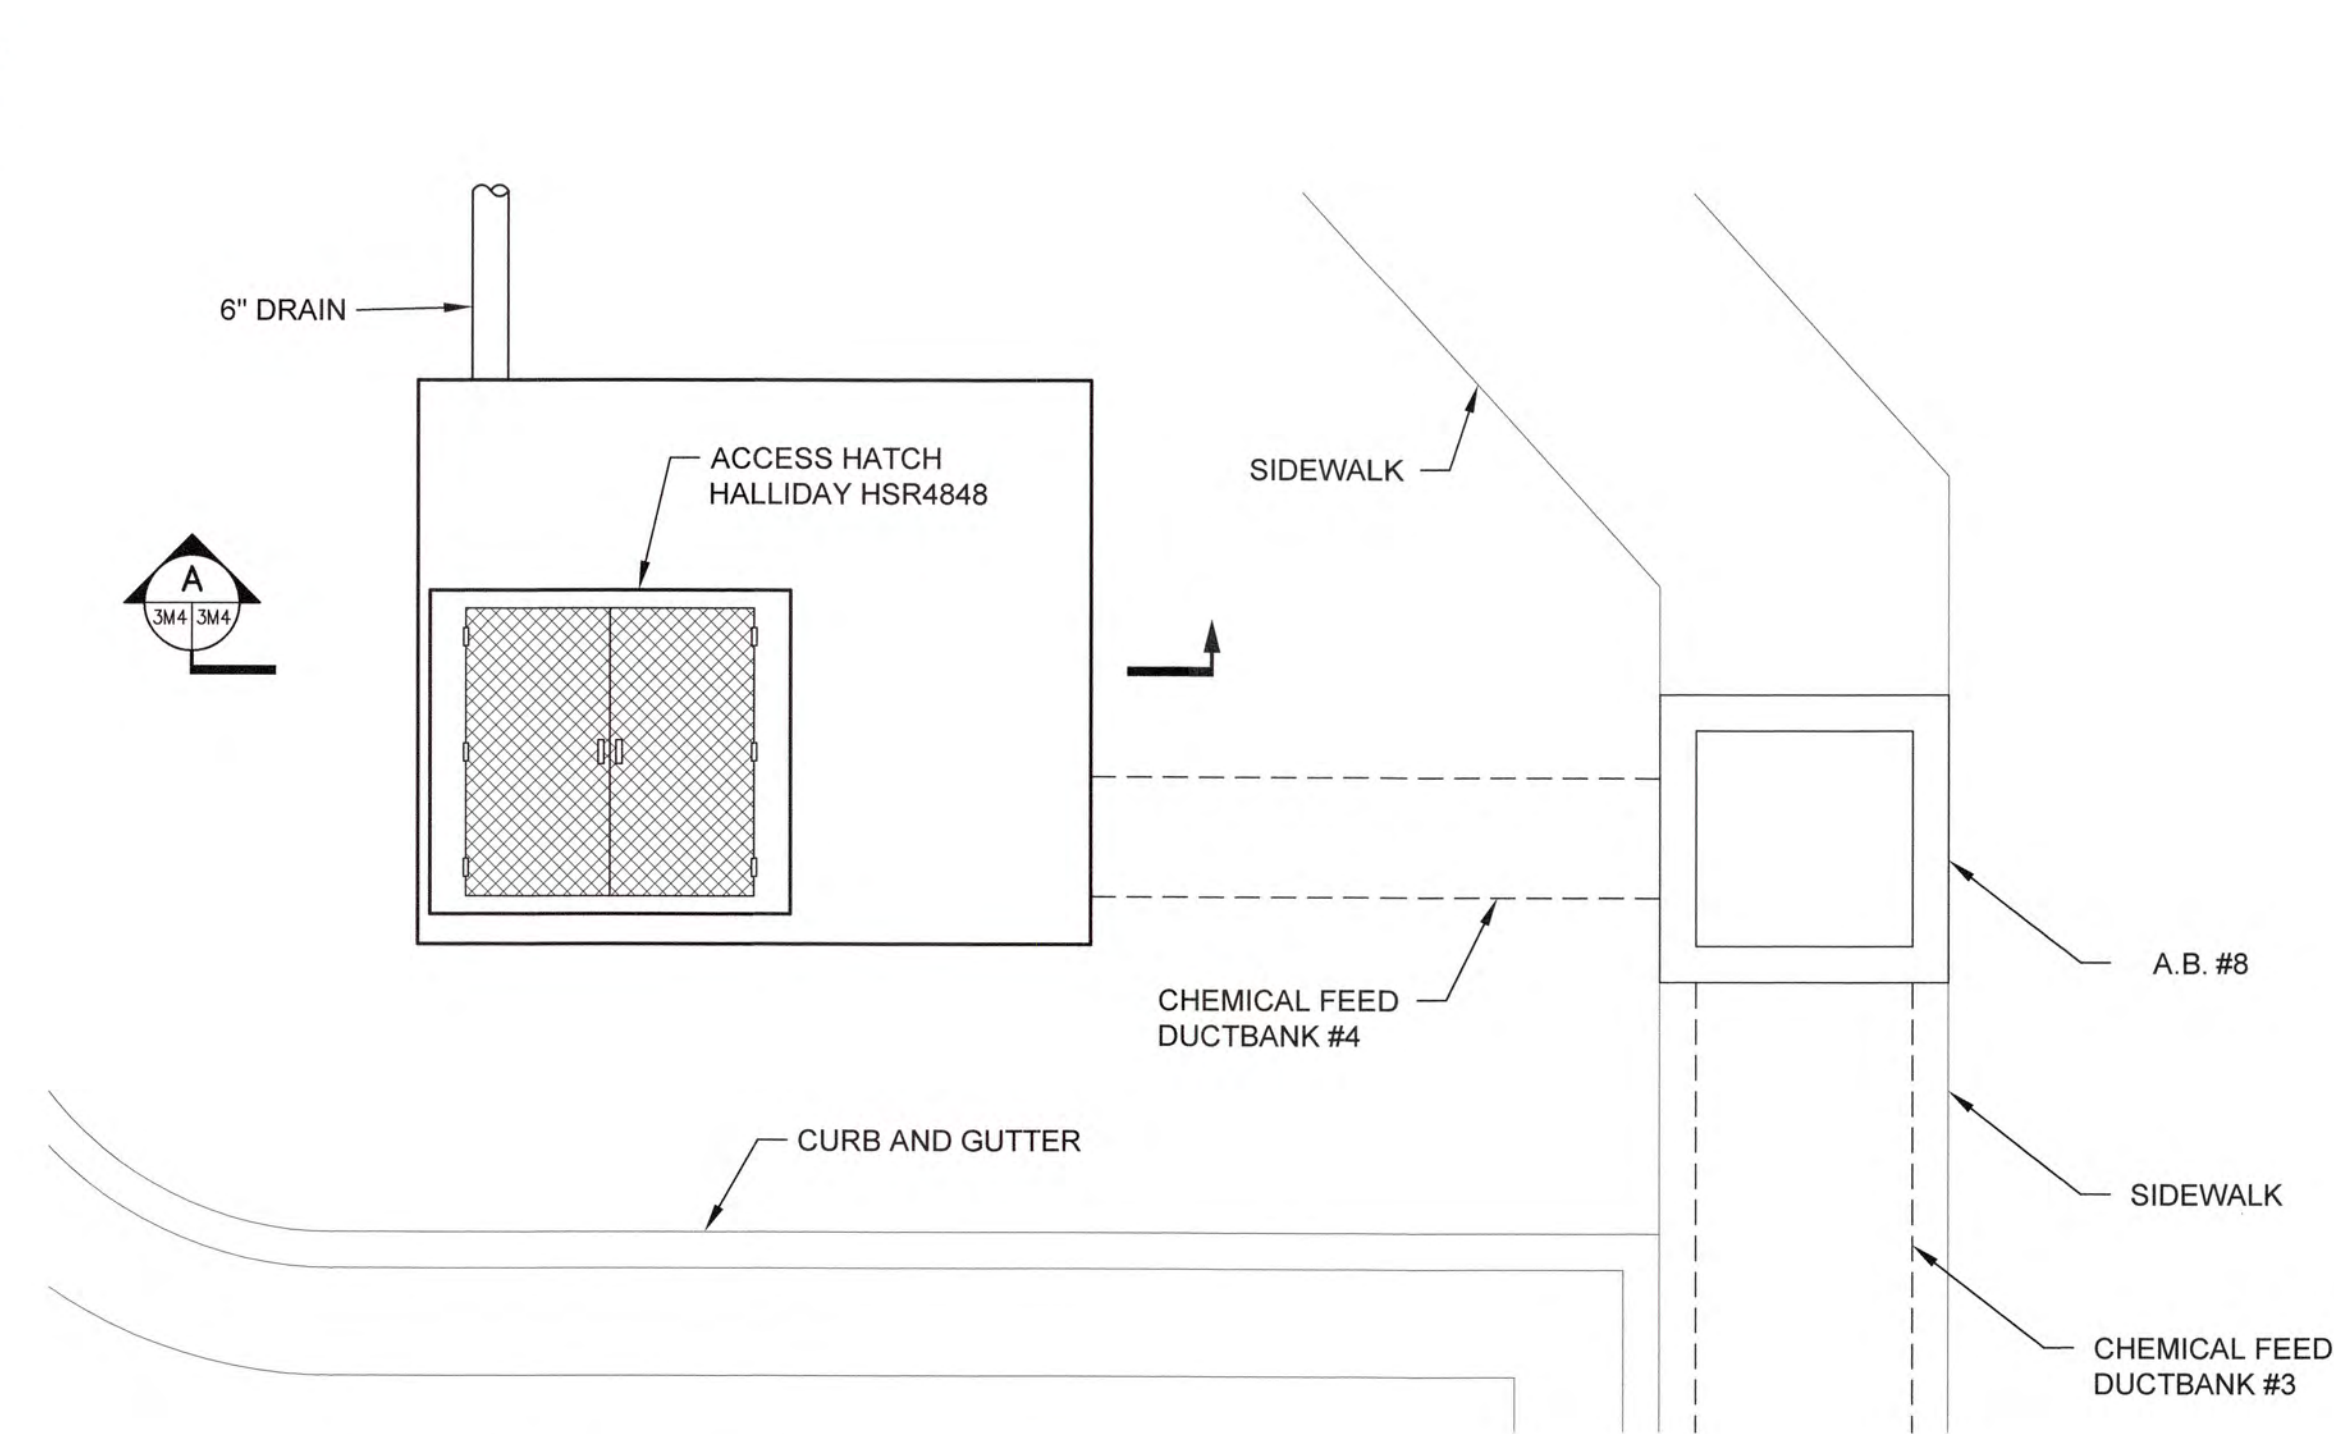 6" DRAIN
ACCESS HATCH
HALLIDAY HSR4848
SIDEWALK
A
3M4 3M4
A.B. #8
CHEMICAL FEED
DUCTBANK #4
CURB AND GUTTER
SIDEWALK
CHEMICAL FEED
DUCTBANK #3